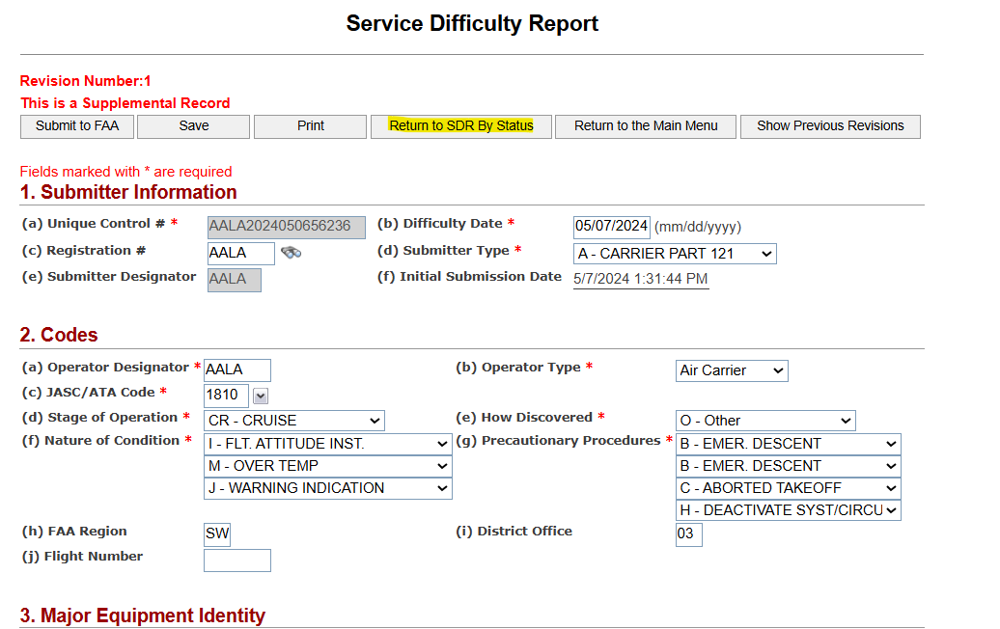 Service Difficulty Report
Revision Number:1
This is a Supplemental Record
Submit to FAA Save Print Return to SDR By Status Return to the Main Menu Show Previous Revisions
Fields marked with * are required
1. Submitter Information
(a) Unique Control # * AALA2024050656236 (b) Difficulty Date * 05/07/2024 (mm/dd/yyyy)
(c) Registration # AALA (d) Submitter Type * A - CARRIER PART 121
(e) Submitter Designator AALA (f) Initial Submission Date 5/7/2024 1:31:44 PM
2. Codes
(a) Operator Designator * AALA (b) Operator Type * Air Carrier
(c) JASC/ATA Code * 1810
(d) Stage of Operation * CR - CRUISE (e) How Discovered * O - Other
(f) Nature of Condition * I - FLT. ATTITUDE INST. (g) Precautionary Procedures * B - EMER. DESCENT
M - OVER TEMP B - EMER. DESCENT
J - WARNING INDICATION C - ABORTED TAKEOFF
H - DEACTIVATE SYST/CIRCU
(h) FAA Region SW (i) District Office 03
(j) Flight Number
3. Major Equipment Identity